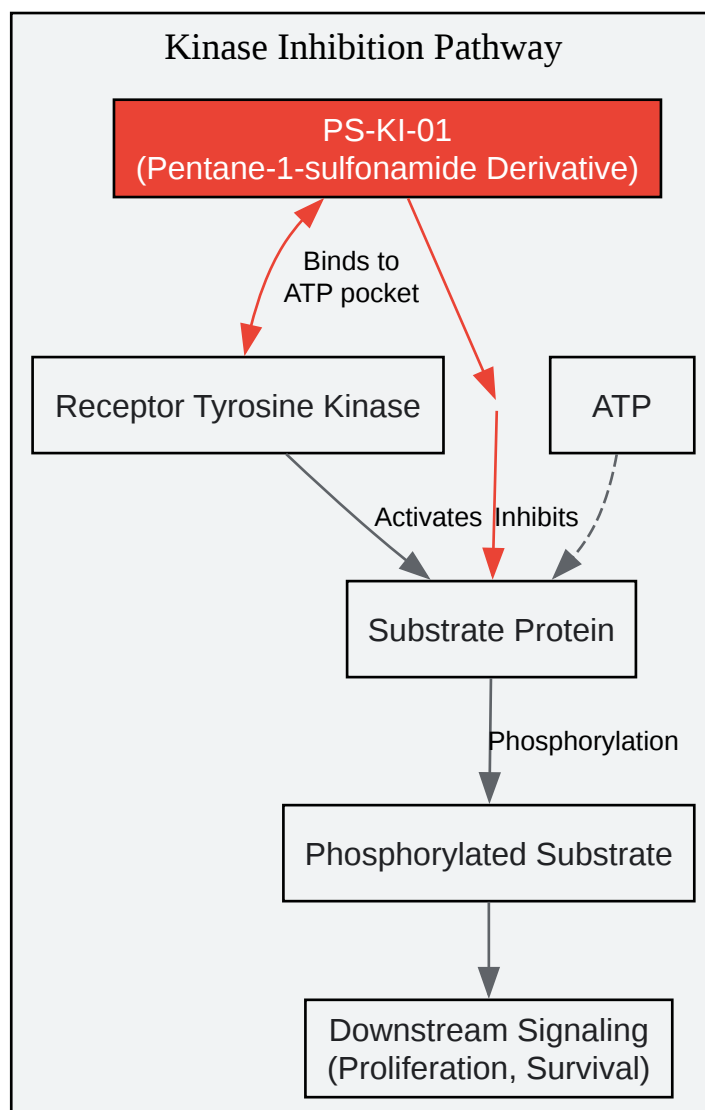 Kinase Inhibition Pathway
PS-KI-01
(Pentane-1-sulfonamide Derivative)
Binds to
ATP pocket
Receptor Tyrosine Kinase
ATP
Activates
Inhibits
Substrate Protein
Phosphorylation
Phosphorylated Substrate
Downstream Signaling
(Proliferation, Survival)